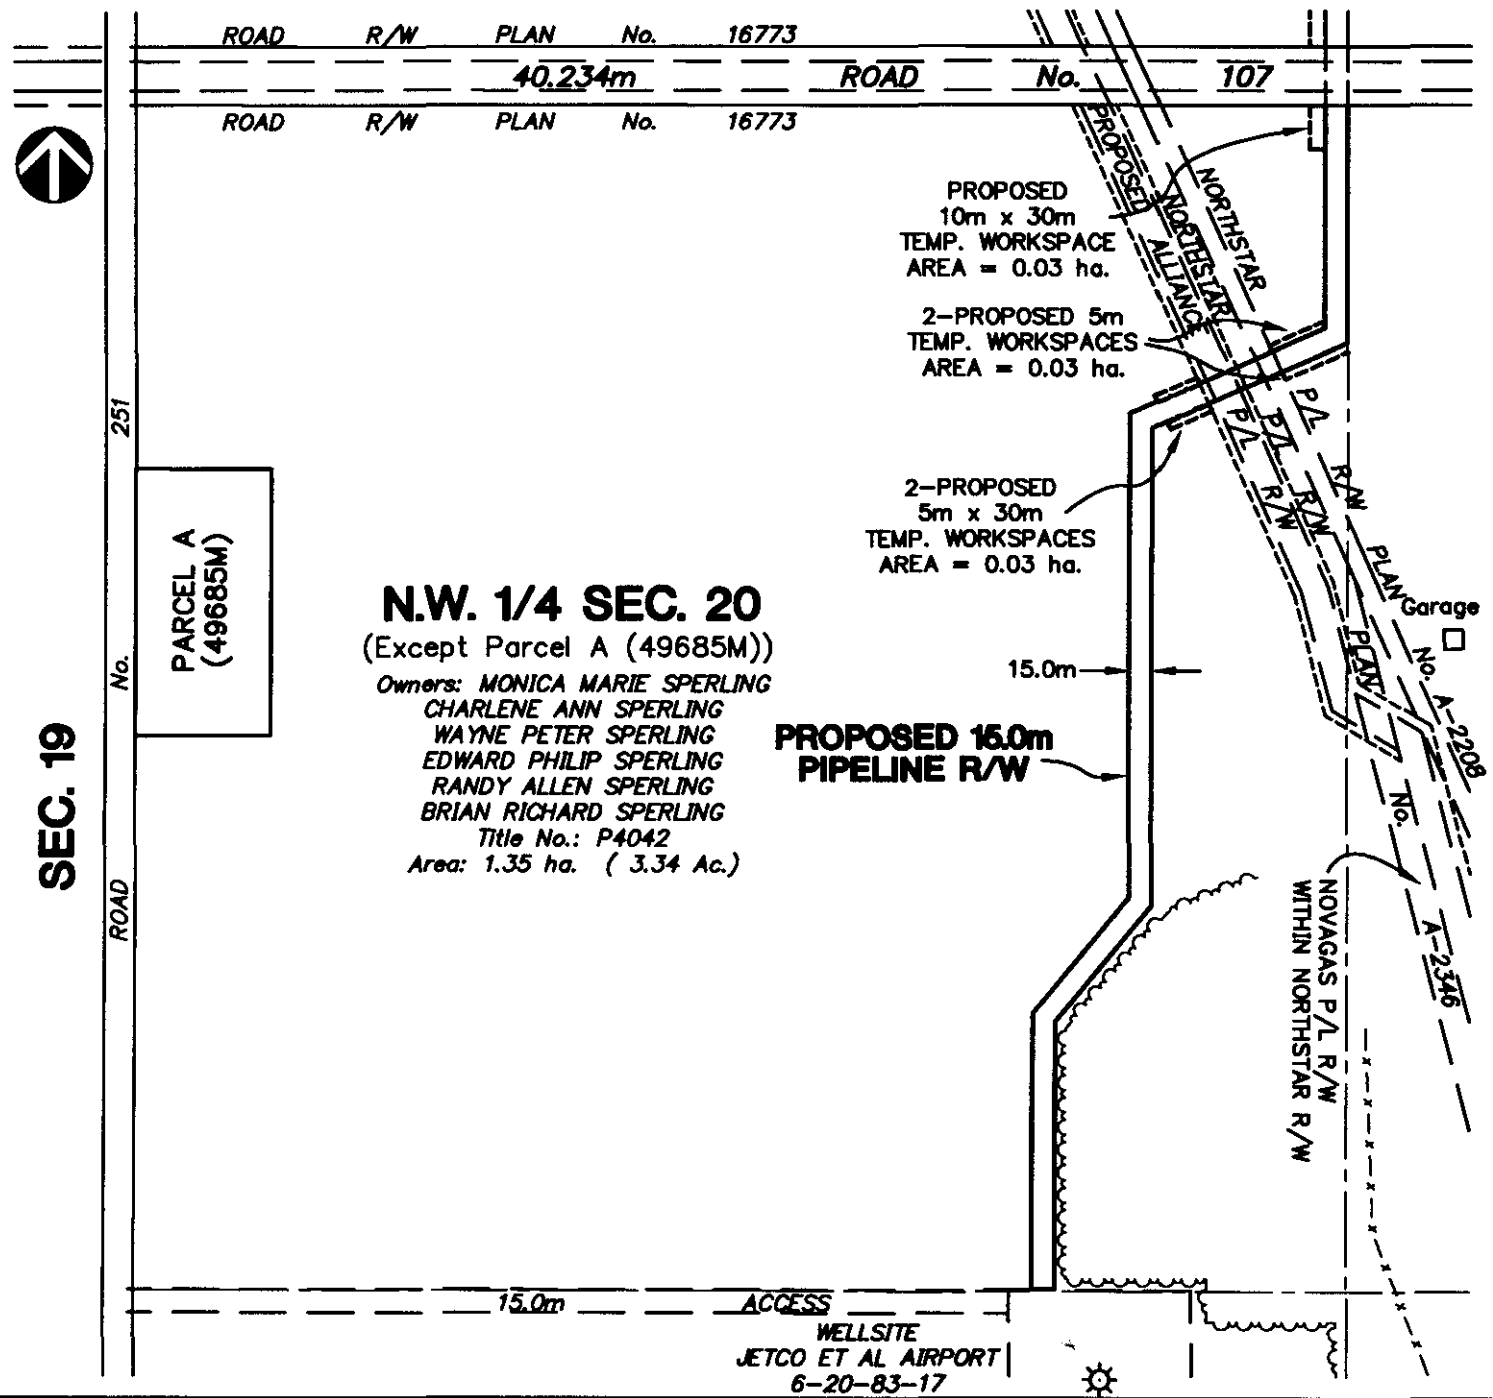 ROAD R/W PLAN No. 16773
40.234m ROAD No. 107
ROAD R/W PLAN No. 16773
PROPOSED
10m x 30m
TEMP. WORKSPACE
AREA = 0.03 ha.
2-PROPOSED 5m
TEMP. WORKSPACES
AREA = 0.03 ha.
2-PROPOSED
5m x 30m
TEMP. WORKSPACES
AREA = 0.03 ha.
PROPOSED ALLIANCE P/L R/W
NORTHSTAR P/L R/W PLAN No. A-2346
NORTHSTAR P/L R/W PLAN No. A-2208
Garage
ROAD No. 251
PARCEL A
(49685M)
SEC. 19
N.W. 1/4 SEC. 20
(Except Parcel A (49685M))
Owners: MONICA MARIE SPERLING
CHARLENE ANN SPERLING
WAYNE PETER SPERLING
EDWARD PHILIP SPERLING
RANDY ALLEN SPERLING
BRIAN RICHARD SPERLING
Title No.: P4042
Area: 1.35 ha. ( 3.34 Ac.)
15.0m
PROPOSED 15.0m
PIPELINE R/W
NOVAGAS P/L R/W
WITHIN NORTHSTAR R/W
15.0m ACCESS
WELLSITE
JETCO ET AL AIRPORT
6-20-83-17